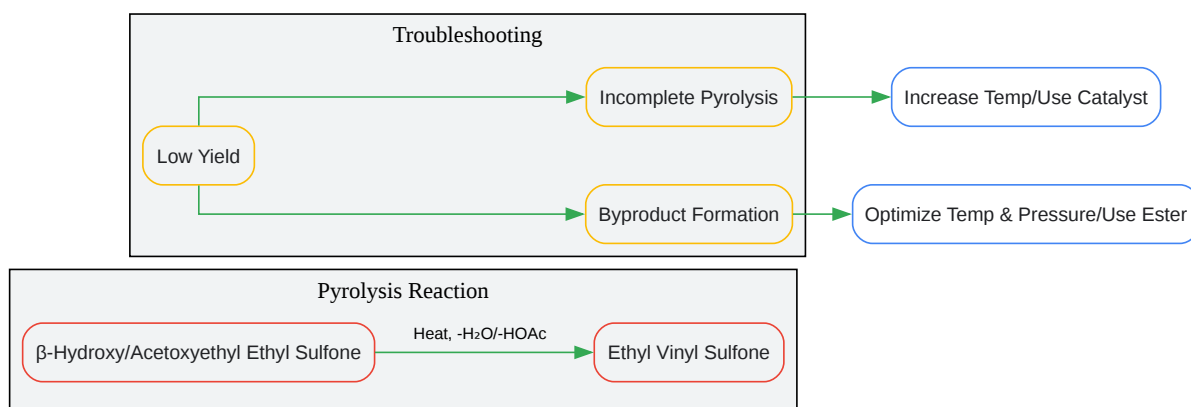 Troubleshooting
Incomplete Pyrolysis
Increase Temp/Use Catalyst
Low Yield
Byproduct Formation
Optimize Temp & Pressure/Use Ester
Pyrolysis Reaction
β-Hydroxy/Acetoxyethyl Ethyl Sulfone
Heat, -H₂O/-HOAc
Ethyl Vinyl Sulfone